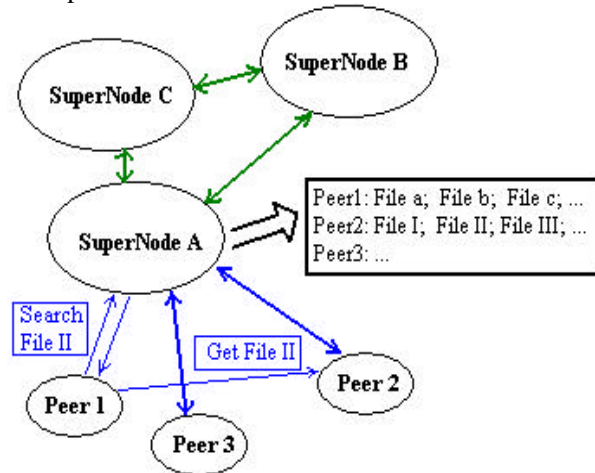 SuperNode B
SuperNode C
Peer1: File a; File b; File c; ...
Peer2: File I; File II; File III; ...
Peer3: ...
SuperNode A
Search
File II
Get File II
Peer 2
Peer 1
Peer 3